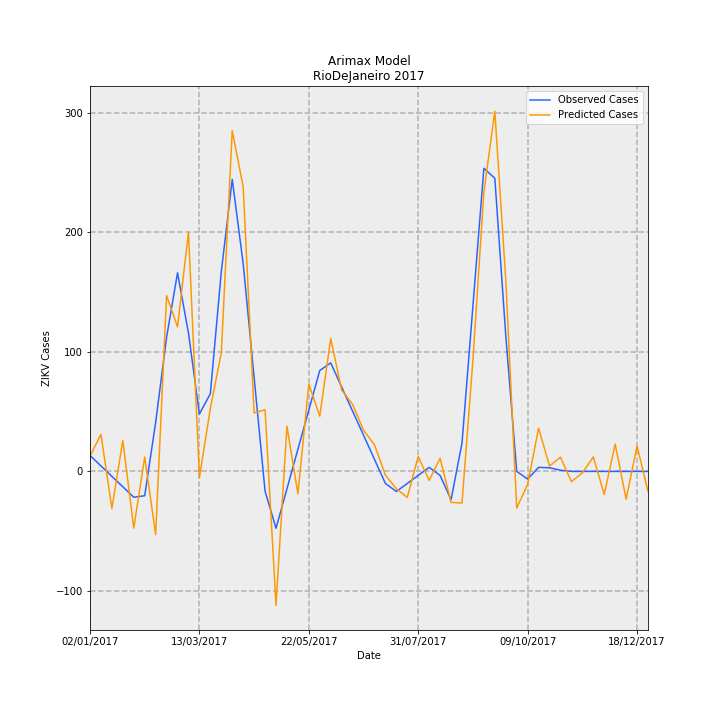 Arimax Model
RioDeJaneiro 2017
Observed Cases
Predicted Cases
300
200
100
0
−100
ZIKV Cases
02/01/2017 13/03/2017 22/05/2017 31/07/2017 09/10/2017 18/12/2017
Date